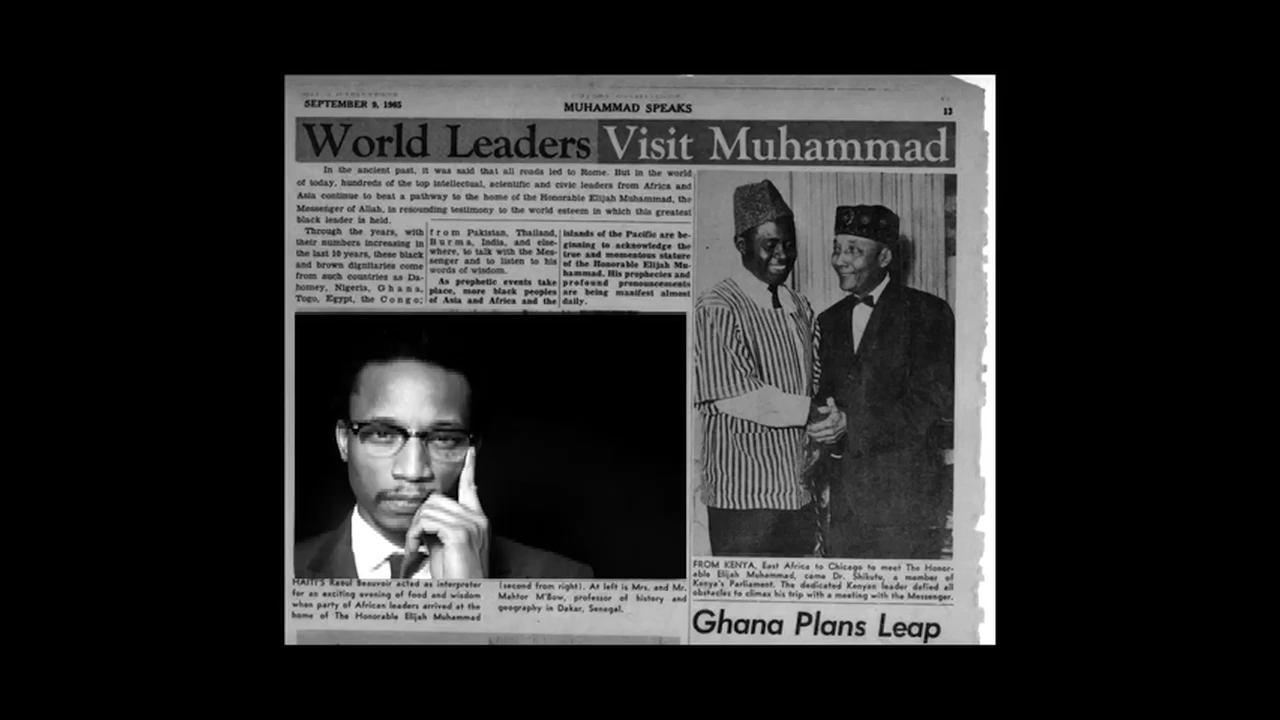 SEPTEMBER 9, 1965
MUHAMMAD SPEAKS
13
World Leaders Visit Muhammad
In the ancient past, it was said that all roads led to Rome. But in the world
of today, hundreds of the top intellectual, scientific and civic leaders from Africa and
Asia continue to beat a pathway to the home of the Honorable Elijah Muhammad, the
Messenger of Allah, in resounding testimony to the world esteem in which this greatest
black leader is held.
Through the years, with
their numbers increasing in
the last 10 years, these black
and brown dignitaries come
from such countries as Da-
homey, Nigeria, Ghana,
Togo, Egypt, the Congo;
from Pakistan, Thailand,
Burma, India, and else-
where, to talk with the Mes-
senger and to listen to his
words of wisdom.
As prophetic events take
place, more black peoples
of Asia and Africa and the
islands of the Pacific are be-
ginning to acknowledge the
true and momentous stature
of the Honorable Elijah Mu-
hammad. His prophecies and
profound pronouncements
are being manifest almost
daily.
HAITI'S Raoul Beauvoir acted as interpreter
for an exciting evening of food and wisdom
when party of African leaders arrived at the
home of The Honorable Elijah Muhammad
(second from right). At left is Mrs. and Mr.
Mahtor M'Bow, professor of history and
geography in Dakar, Senegal.
FROM KENYA, East Africa to Chicago to meet The Honor-
able Elijah Muhammad, came Dr. Shikutu, a member of
Kenya's Parliament. The dedicated Kenyan leader defied all
obstacles to climax his trip with a meeting with the Messenger.
Ghana Plans Leap